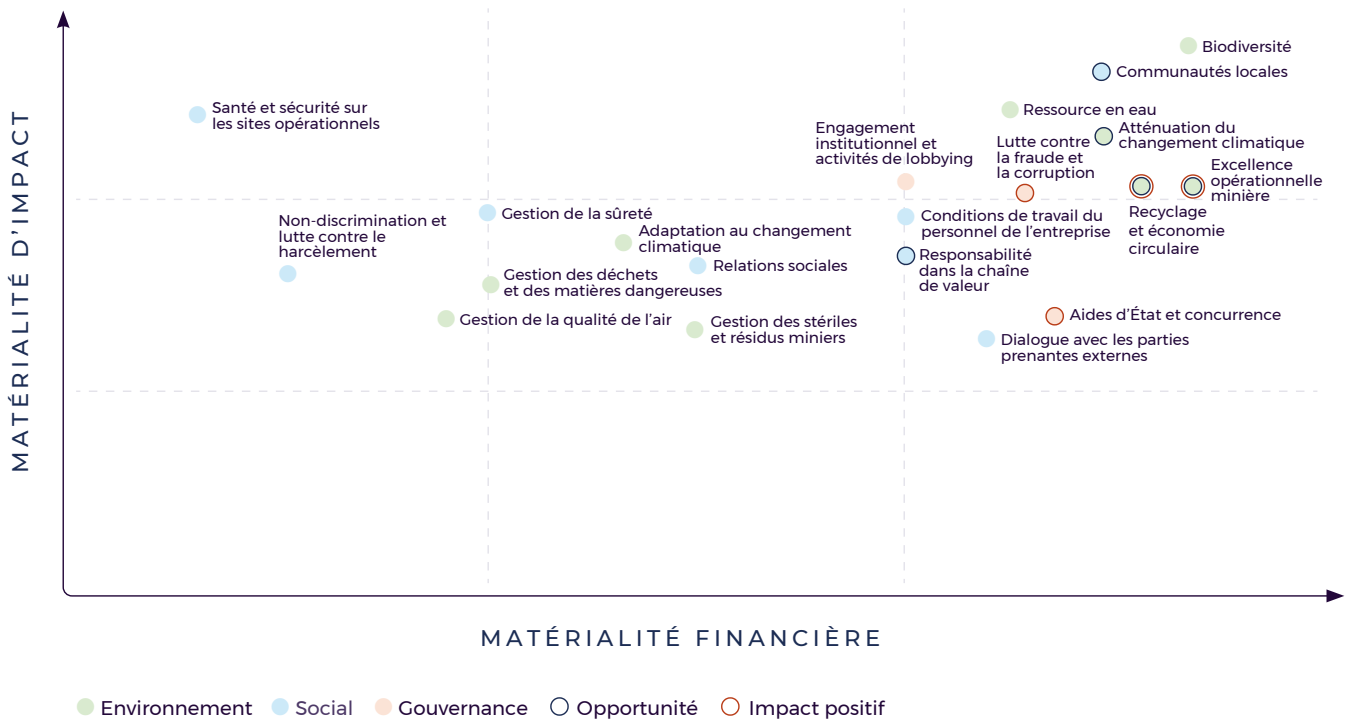 MATÉRIALITÉ D'IMPACT
Biodiversité
Communautés locales
Santé et sécurité sur
les sites opérationnels
Ressource en eau
Engagement
institutionnel et
activités de lobbying
Atténuation du
changement climatique
Lutte contre
la fraude et
la corruption
Excellence
opérationnelle
minière
Recyclage
et économie
circulaire
Gestion de la sûreté
Non-discrimination et
lutte contre le
harcèlement
Adaptation au changement
climatique
Conditions de travail du
personnel de l'entreprise
Relations sociales
Responsabilité
dans la chaîne
de valeur
Gestion des déchets
et des matières dangereuses
Gestion de la qualité de l'air
Gestion des stériles
et résidus miniers
Aides d'État et concurrence
Dialogue avec les parties
prenantes externes
MATÉRIALITÉ FINANCIÈRE
Environnement
Social
Gouvernance
Opportunité
Impact positif